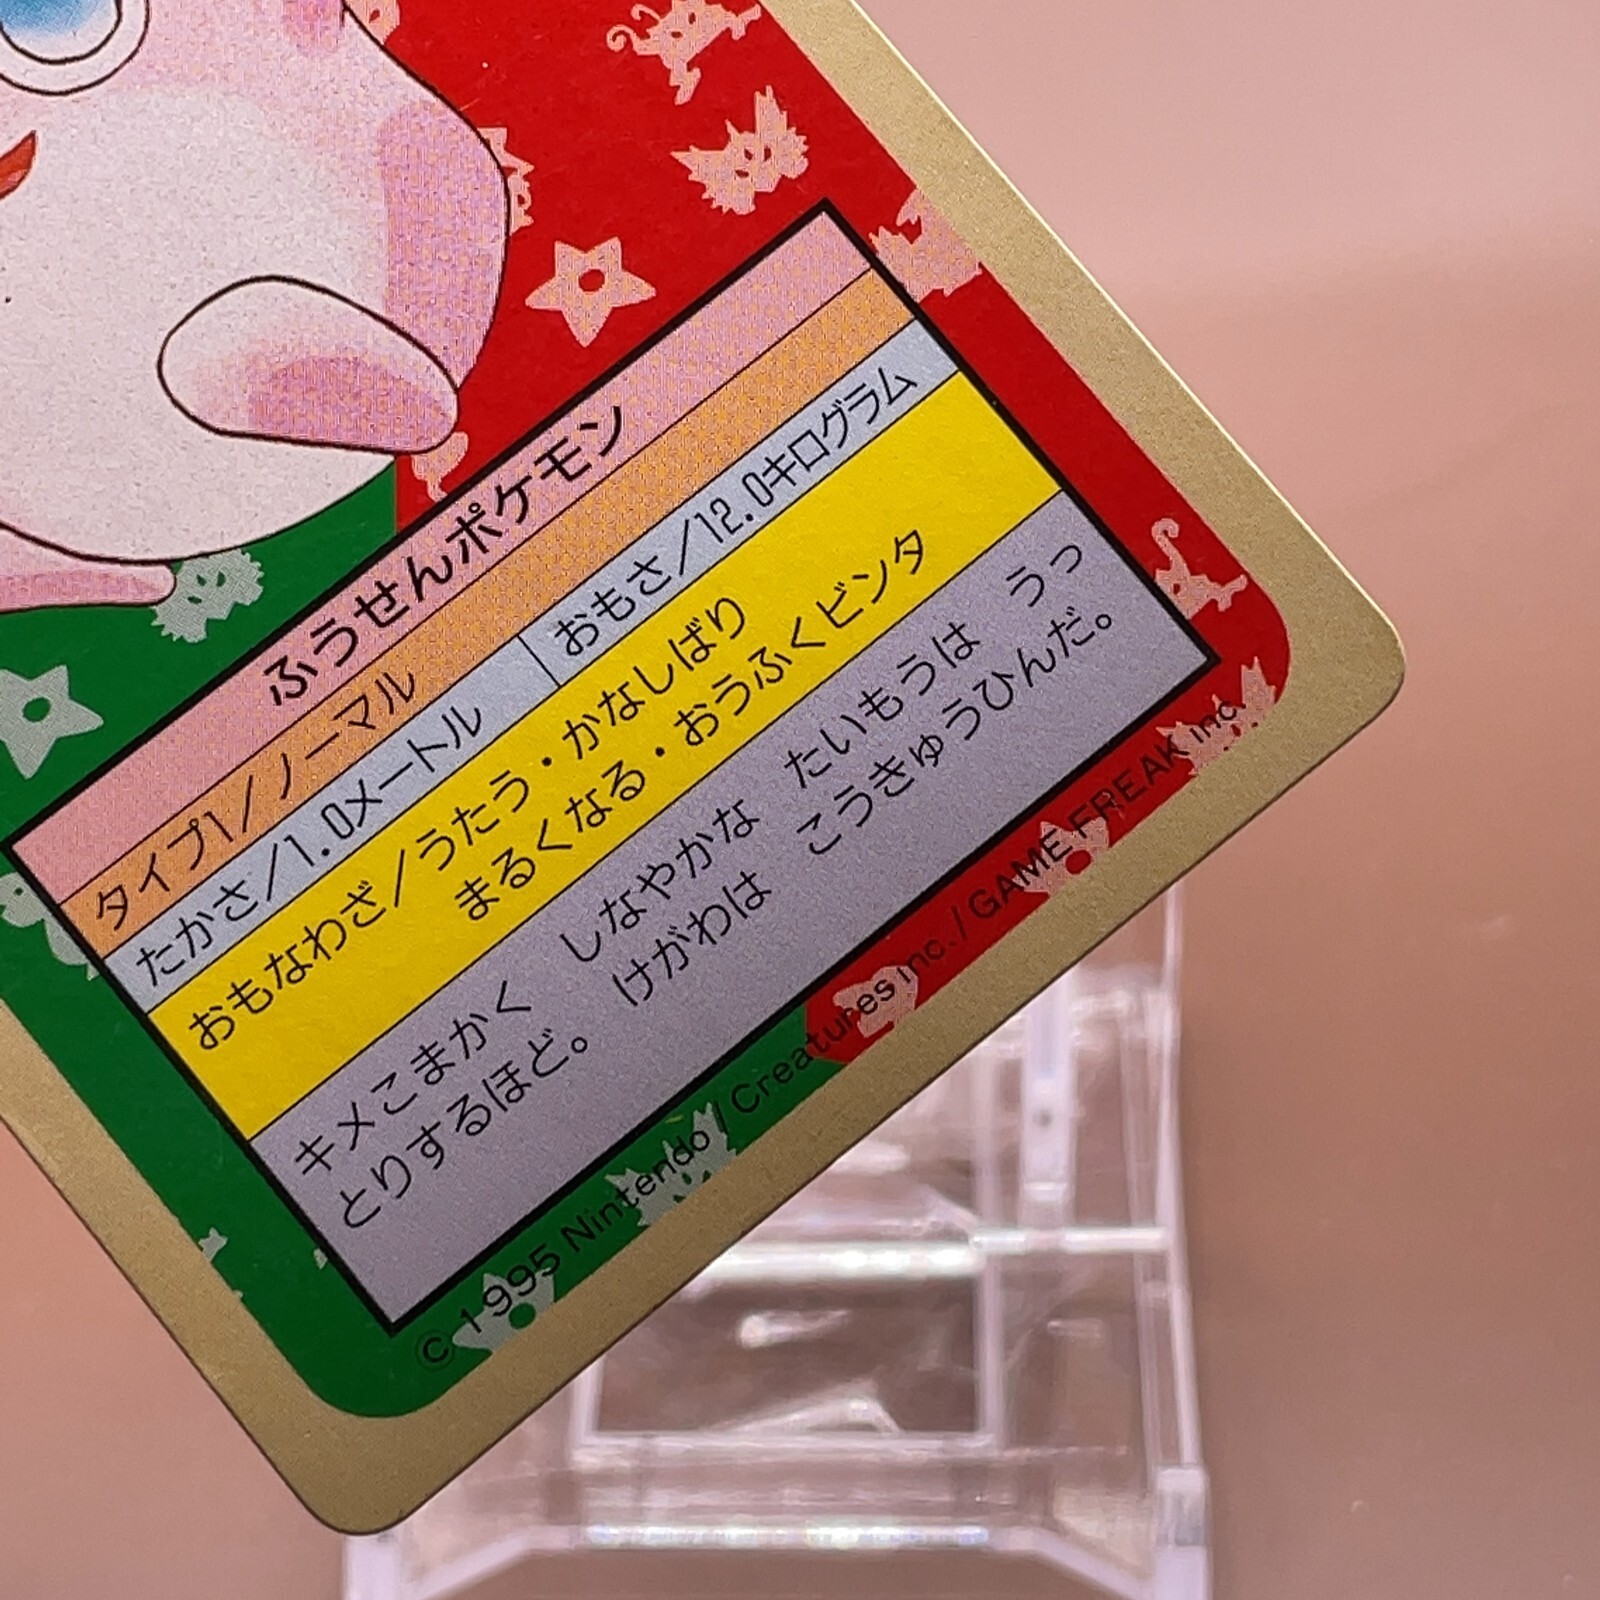 ふうせんポケモン
タイプ1／ノーマル
たかさ／1.0メートル おもさ／12.0キログラム
おもなわざ／うたう・かなしばり
まるくなる・おうふくビンタ
キメこまかく しなやかな たいもうは うっ
とりするほど。 けがわは こうきゅうひんだ。
© 1995 Nintendo / Creatures inc. / GAME FREAK inc.